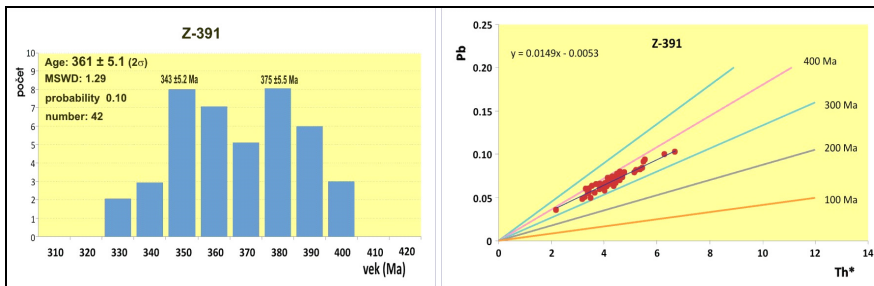 Z-391
počet
10
9
8
7
6
5
4
3
2
1
0
Age: 361 ± 5.1 (2σ)
MSWD: 1.29
probability 0.10
number: 42
343 ±5.2 Ma
375±5.5 Ma
310 320 330 340 350 360 370 380 390 400 410 420
vek (Ma)
Pb
0.25
0.20
0.15
0.10
0.05
0
y = 0.0149x - 0.0053
Z-391
400 Ma
300 Ma
200 Ma
100 Ma
0 2 4 6 8 10 12 14
Th*